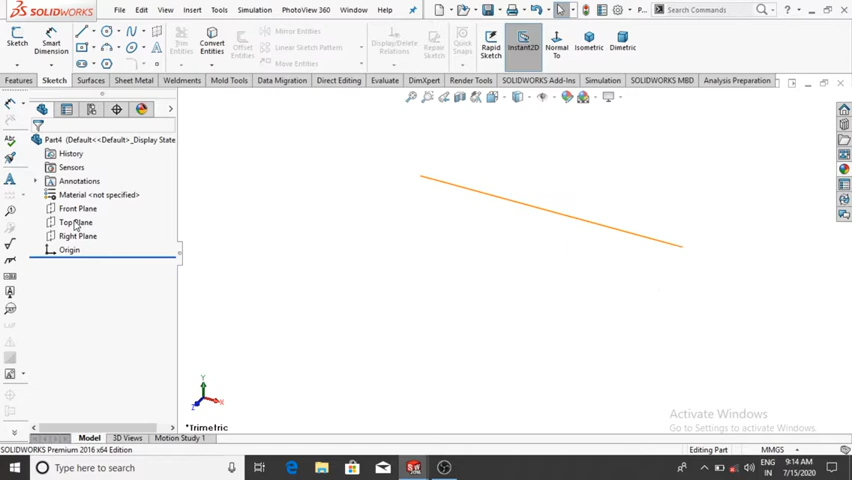 SOLIDWORKS File Edit View Insert Tools Simulation PhotoView 360 Window Help P... Search Commands
Sketch Smart Dimension Trim Entities Convert Entities Offset Entities Mirror Entities Linear Sketch Pattern Move Entities Display/Delete Relations Repair Sketch Quick Snaps Rapid Sketch Instant2D Normal To Isometric Dimetric
Features Sketch Surfaces Sheet Metal Weldments Mold Tools Data Migration Direct Editing Evaluate DimXpert Render Tools SOLIDWORKS Add-Ins Simulation SOLIDWORKS MBD Analysis Preparation
Part4 (Default<<Default>_Display State
History
Sensors
Annotations
Material <not specified>
Front Plane
Top Plane
Right Plane
Origin
Y
X
Z
*Trimetric
Activate Windows
Go to Settings to activate Windows.
Model 3D Views Motion Study 1
SOLIDWORKS Premium 2016 x64 Edition Editing Part MMGS
Type here to search
ENG 9:14 AM
IN 7/15/2020